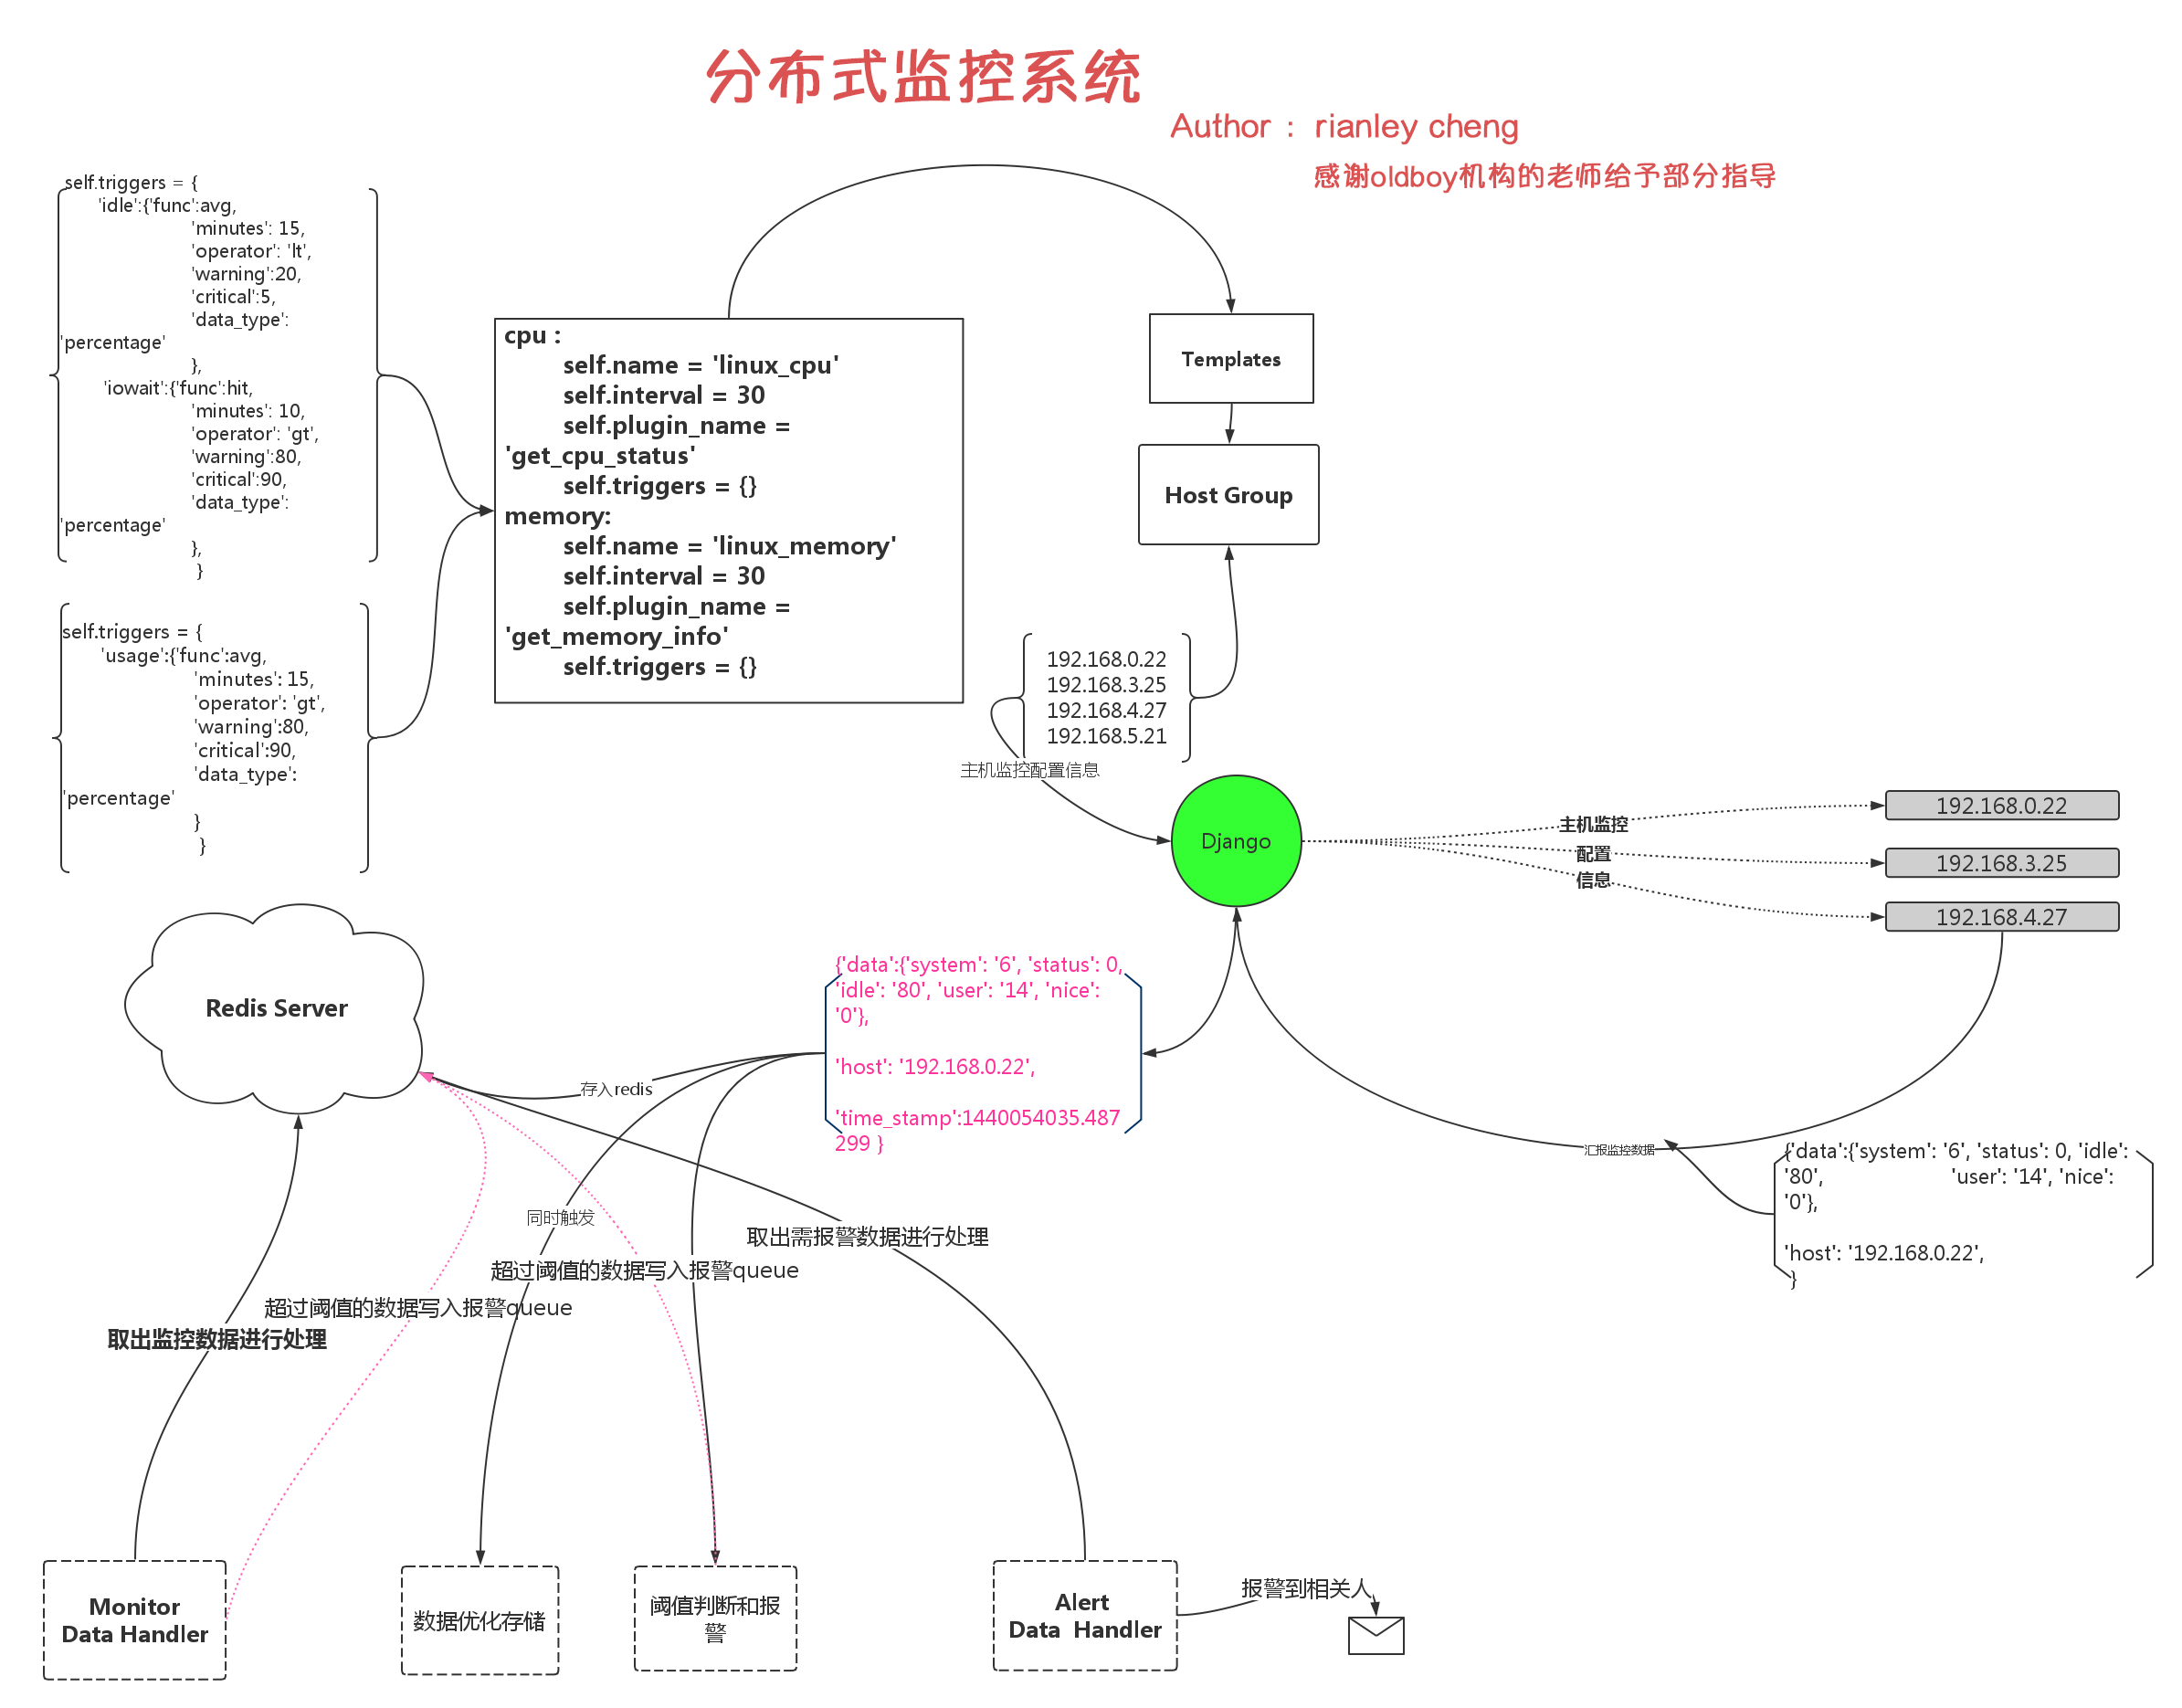 分布式监控系统
Author： rianley cheng
感谢oldboy机构的老师给予部分指导
self.triggers = {
'idle':{'func':avg,
'minutes': 15,
'operator': 'lt',
'warning':20,
'critical':5,
'data_type':
'percentage'
},
'iowait':{'func':hit,
'minutes': 10,
'operator': 'gt',
'warning':80,
'critical':90,
'data_type':
'percentage'
},
}
self.triggers = {
'usage':{'func':avg,
'minutes': 15,
'operator': 'gt',
'warning':80,
'critical':90,
'data_type':
'percentage'
}
}
cpu :
self.name = 'linux_cpu'
self.interval = 30
self.plugin_name =
'get_cpu_status'
self.triggers = {}
memory:
self.name = 'linux_memory'
self.interval = 30
self.plugin_name =
'get_memory_info'
self.triggers = {}
Templates
Host Group
192.168.0.22
192.168.3.25
192.168.4.27
192.168.5.21
主机监控配置信息
Django
主机监控
配置
信息
192.168.0.22
192.168.3.25
192.168.4.27
Redis Server
{'data':{'system': '6', 'status': 0,
'idle': '80', 'user': '14', 'nice':
'0'},
'host': '192.168.0.22',
'time_stamp':1440054035.487
299 }
存入redis
汇报监控数据
{'data':{'system': '6', 'status': 0, 'idle':
'80', 'user': '14', 'nice':
'0'},
'host': '192.168.0.22',
}
同时触发
取出需报警数据进行处理
超过阈值的数据写入报警queue
超过阈值的数据写入报警queue
取出监控数据进行处理
Monitor
Data Handler
数据优化存储
阈值判断和报
警
Alert
Data Handler
报警到相关人